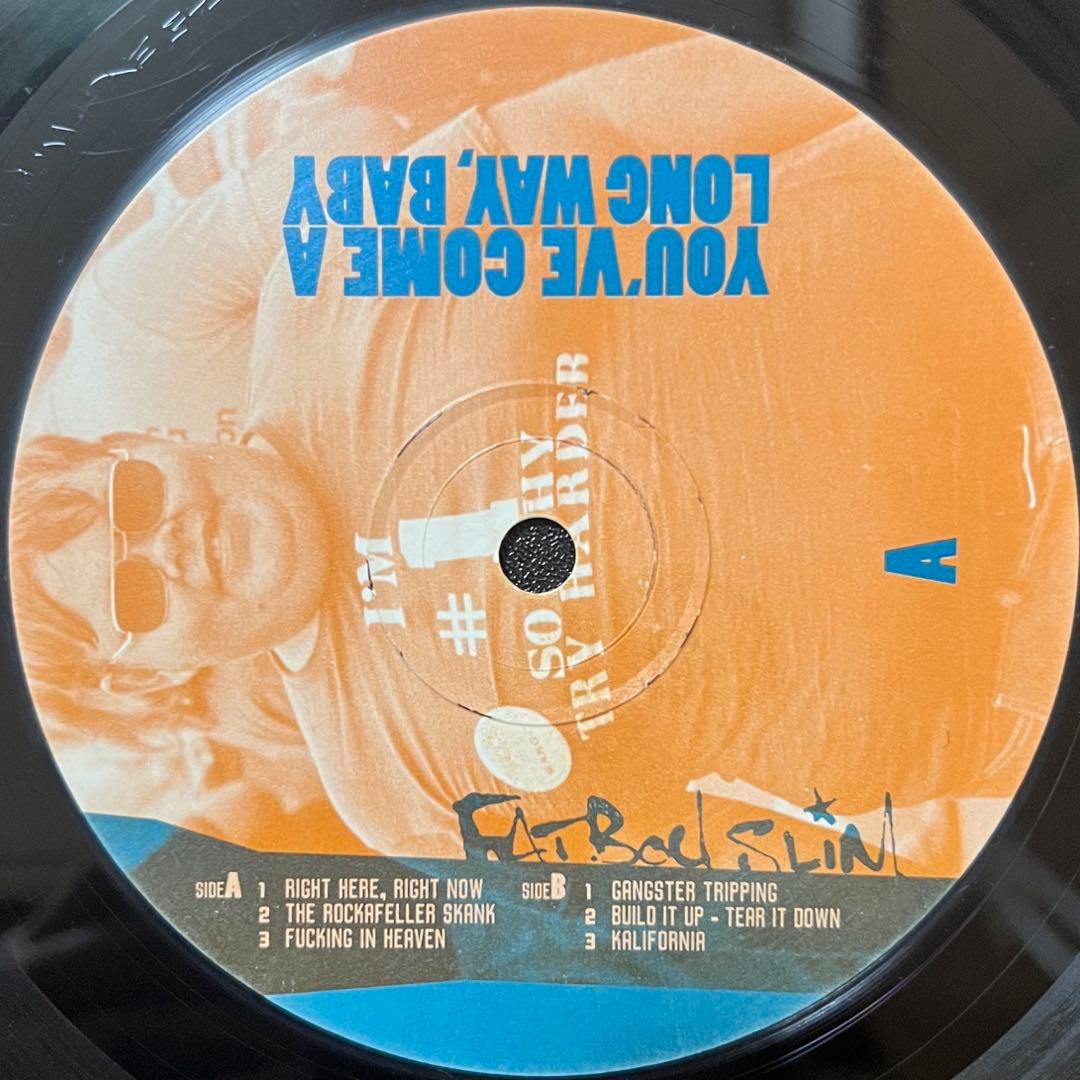 YOU'VE COME A
LONG WAY, BABY
I'M
#1
SO WHY
TRY HARDER
A
FATBOY SLIM
SIDE A
1 RIGHT HERE, RIGHT NOW
2 THE ROCKAFELLER SKANK
3 FUCKING IN HEAVEN
SIDE B
1 GANGSTER TRIPPING
2 BUILD IT UP - TEAR IT DOWN
3 KALIFORNIA